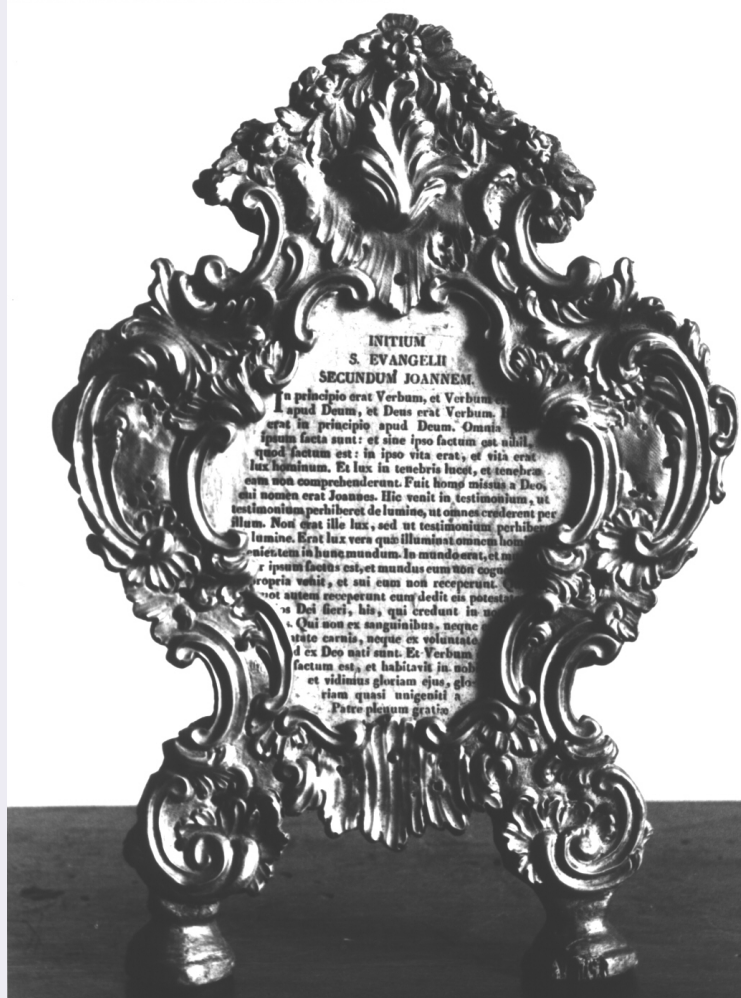 INITIUM
S. EVANGELII
SECUNDUM JOANNEM.
In principio erat Verbum, et Verbum
apud Deum, et Deus erat Verbum.
erat in principio apud Deum. Omnia
ipsum facta sunt: et sine ipso factum est nihil,
quod factum est: in ipso vita erat, et vita erat
lux hominum. Et lux in tenebris lucet, et tenebræ
eam non comprehenderunt. Fuit homo missus a Deo,
cui nomen erat Joannes. Hic venit in testimonium, ut
testimonium perhiberet de lumine, ut omnes crederent per
illum. Non erat ille lux, sed ut testimonium perhiberet
lumine. Erat lux vera quæ illuminat omnem
in hunc mundum. In mundo erat, et
ipsum factus est, et mundus eum non
propria venit, et sui eum non receperunt.
quot autem receperunt eum dedit eis
Dei fieri, his, qui credunt in
Qui non ex sanguinibus, neque
carnis, neque ex voluntate
ex Deo nati sunt. Et Verbum
factum est, et habitavit in
et vidimus gloriam ejus, glo-
riam quasi unigeniti a
Patre plenum gratiæ